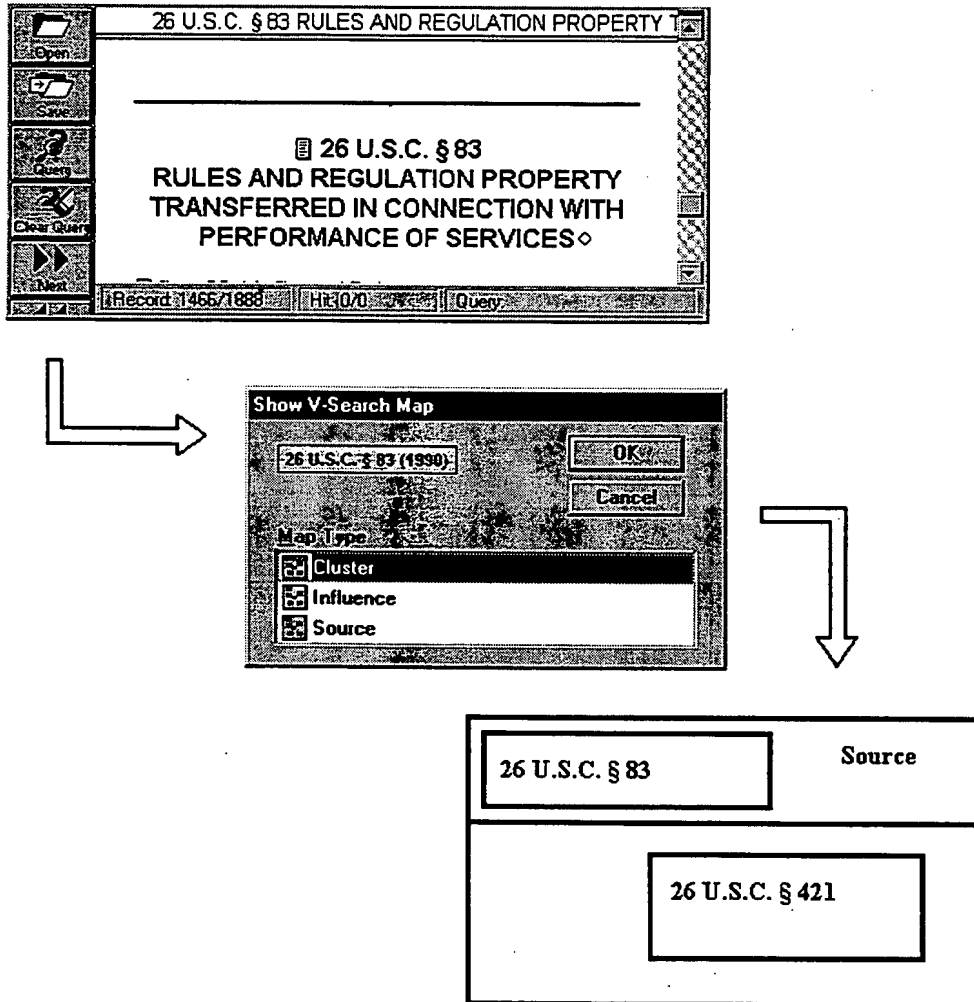 26 U.S.C. § 83 RULES AND REGULATION PROPERTY T
Open
Save
Query
Clear Query
Next
26 U.S.C. § 83
RULES AND REGULATION PROPERTY
TRANSFERRED IN CONNECTION WITH
PERFORMANCE OF SERVICES◇
Record: 1466/1888
Hit: 0/0
Query:
Show V-Search Map
26 U.S.C. § 83 (1990)
OK
Cancel
Map Type
Cluster
Influence
Source
26 U.S.C. § 83
Source
26 U.S.C. § 421